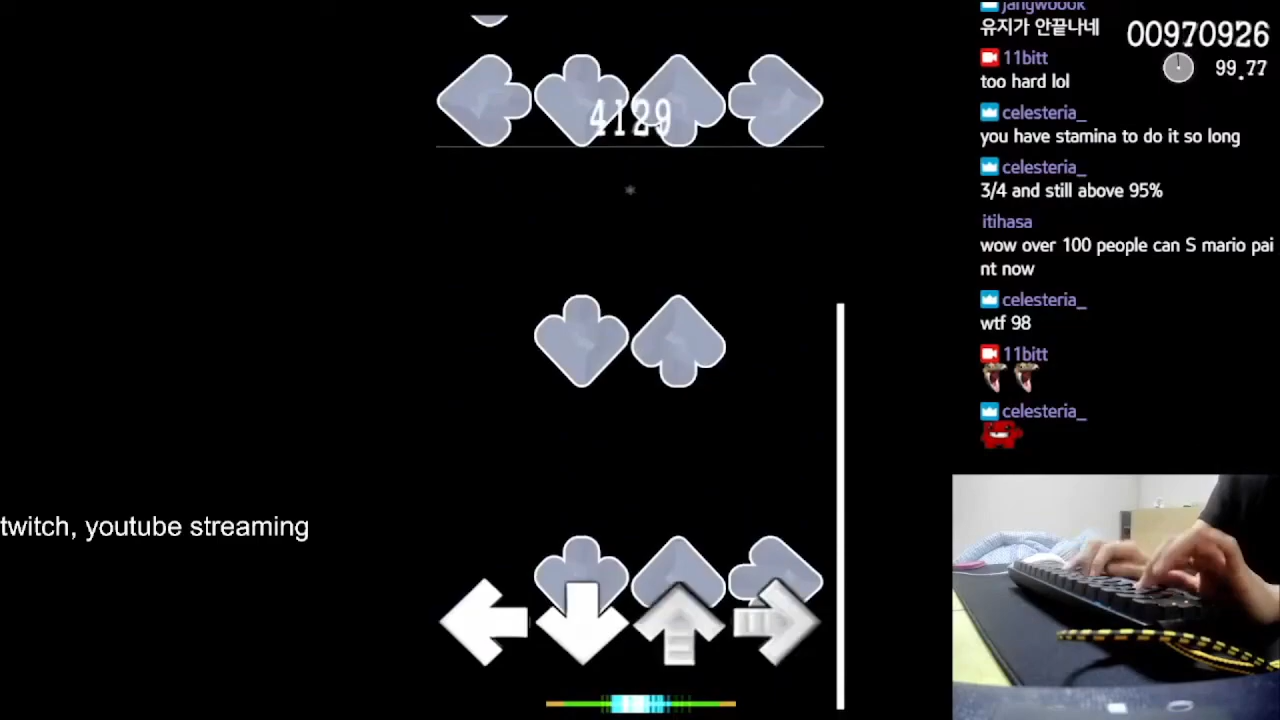 jangwoook
유지가 안끝나네
00970926
11bitt
99.77
too hard lol
4129
celesteria_
you have stamina to do it so long
celesteria_
3/4 and still above 95%
itihasa
wow over 100 people can S mario pai
nt now
celesteria_
wtf 98
11bitt
celesteria_
twitch, youtube streaming